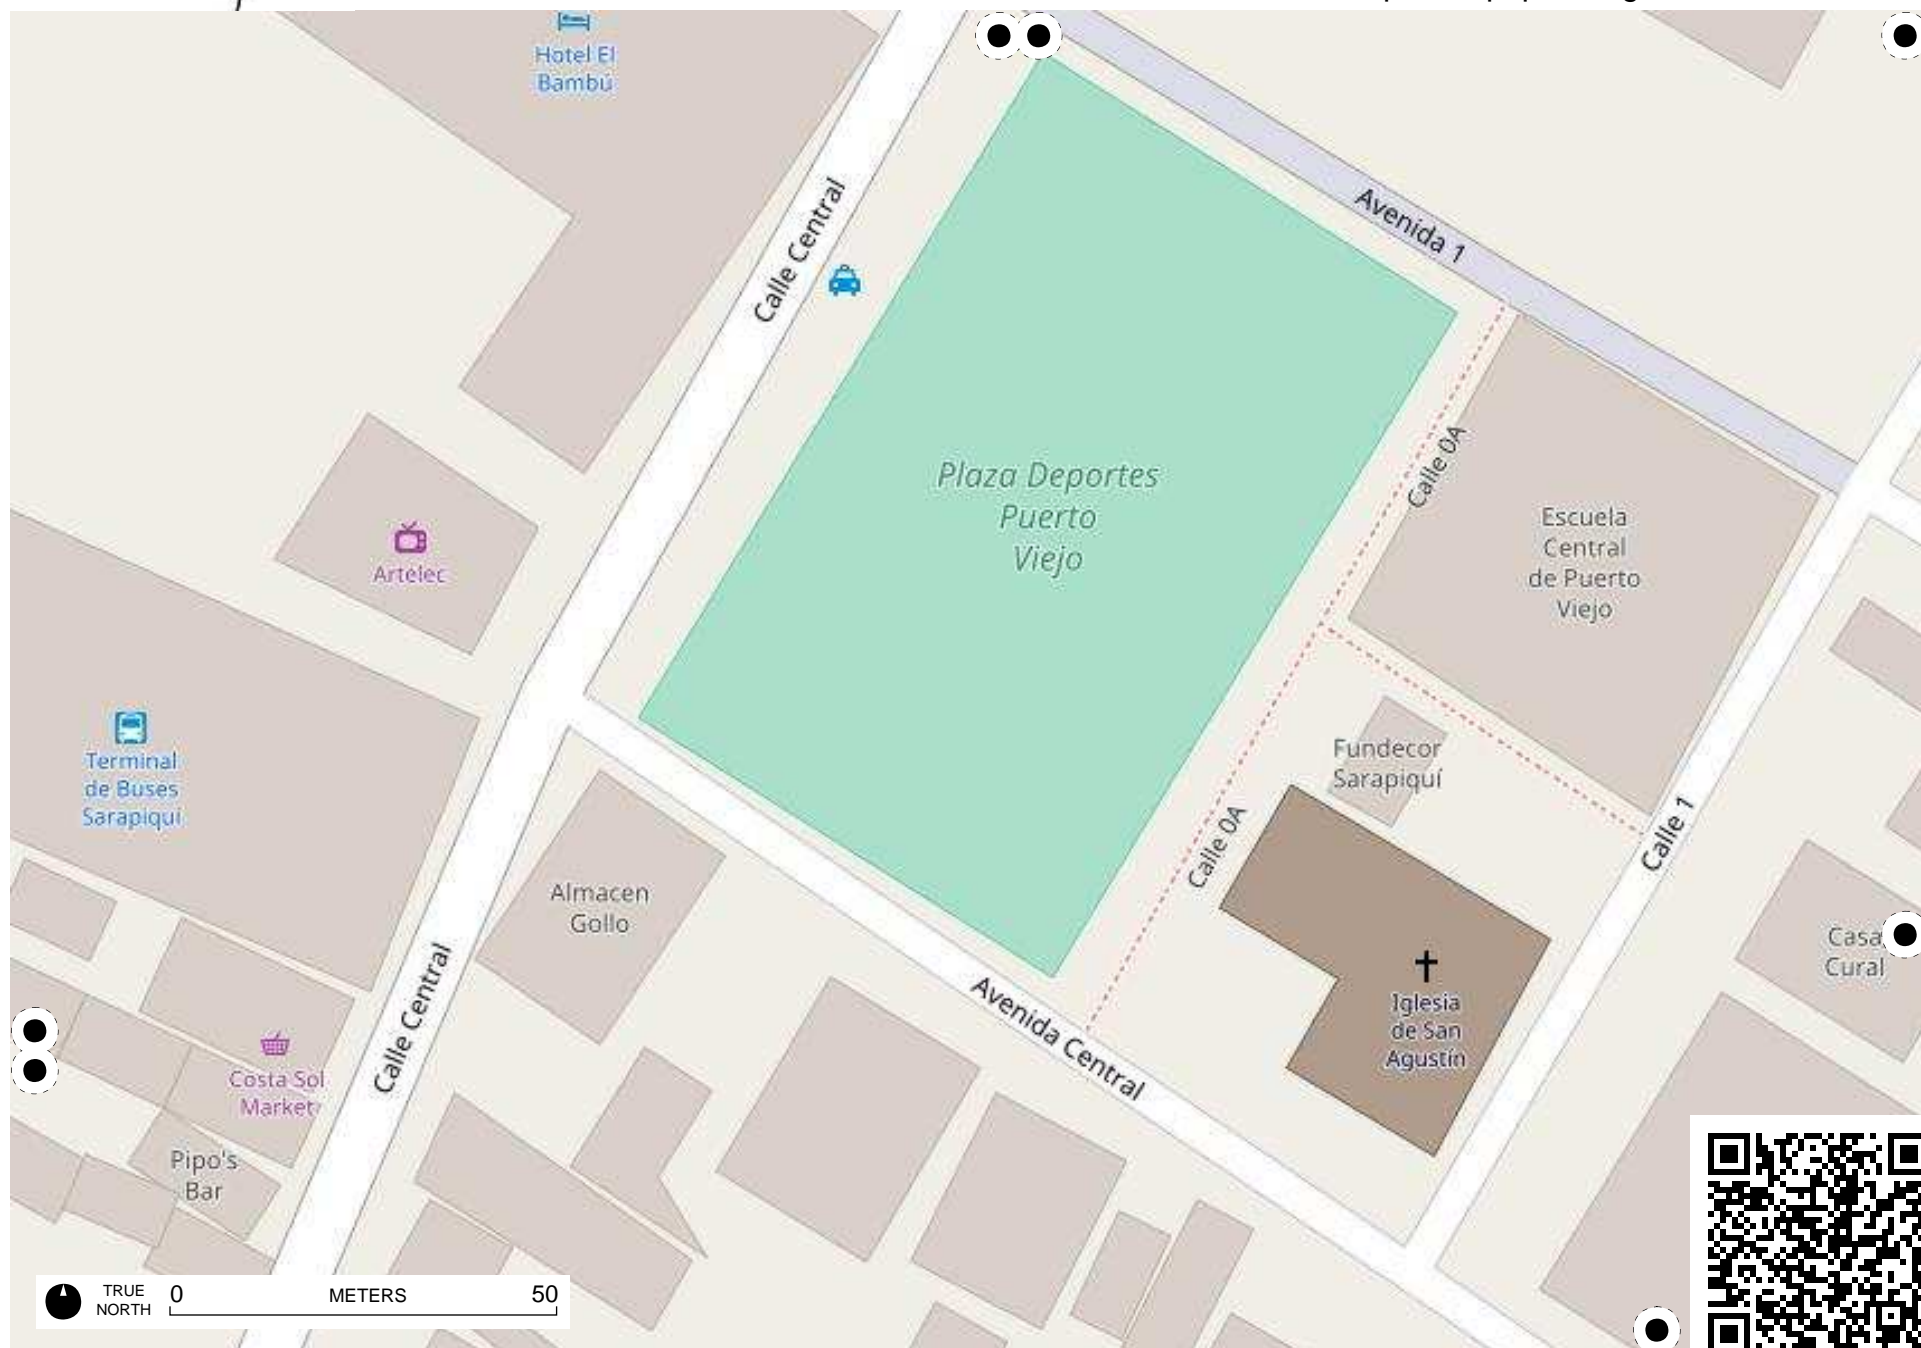 Hotel El
Bambú
Avenida 1
Calle Central
Calle 0A
Plaza Deportes
Puerto
Viejo
Escuela
Central
de Puerto
Viejo
Artelec
Terminal
de Buses
Sarapiquí
Fundecor
Sarapiquí
Calle 0A
Calle 1
Almacen
Gollo
Casa
Cural
Iglesia
de San
Agustín
Avenida Central
Calle Central
Costa Sol
Market
Pipo's
Bar
TRUE
NORTH
0 METERS 50